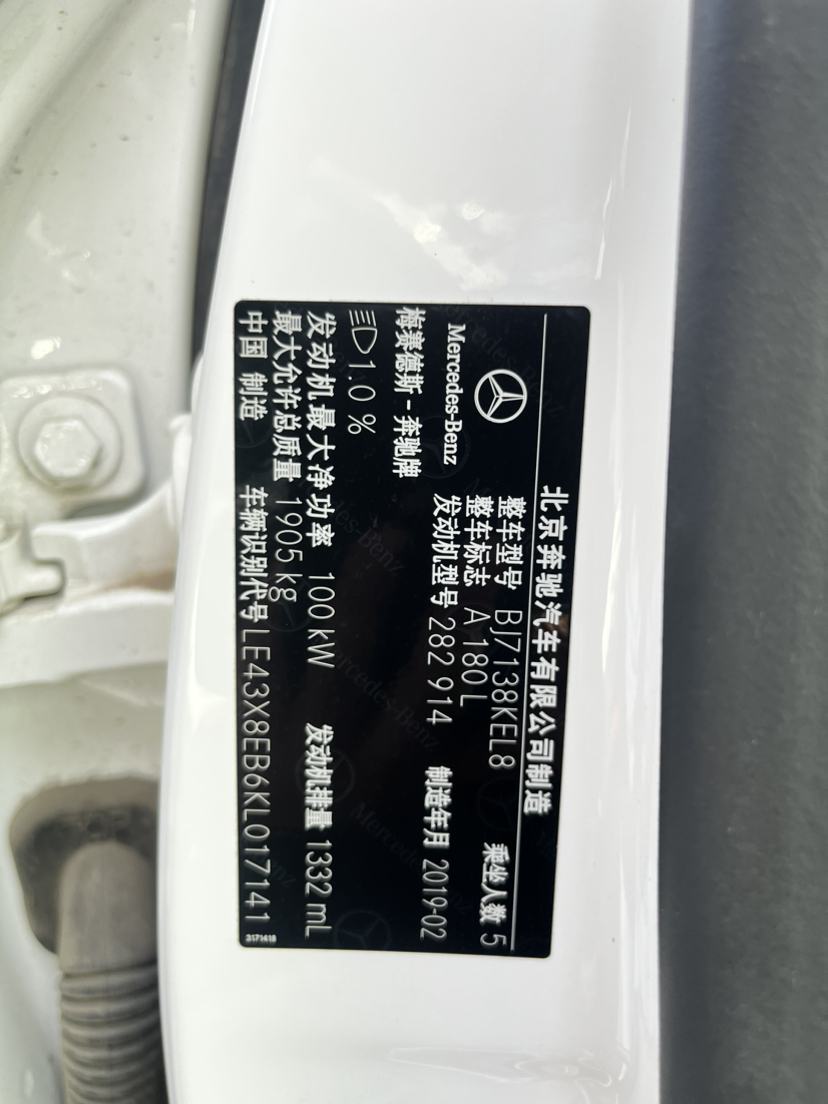 北京奔驰汽车有限公司制造
Mercedes-Benz
整车型号 BJ7138KEL8 乘坐人数 5
整车标志 A 180L
发动机型号 282 914 制造年月 2019-02
梅赛德斯-奔驰牌
1.0 %
发动机最大净功率 100 kW 发动机排量 1332 mL
最大允许总质量 1905 kg
中国 制造 车辆识别代号 LE43X8EB6KL017141
3171418